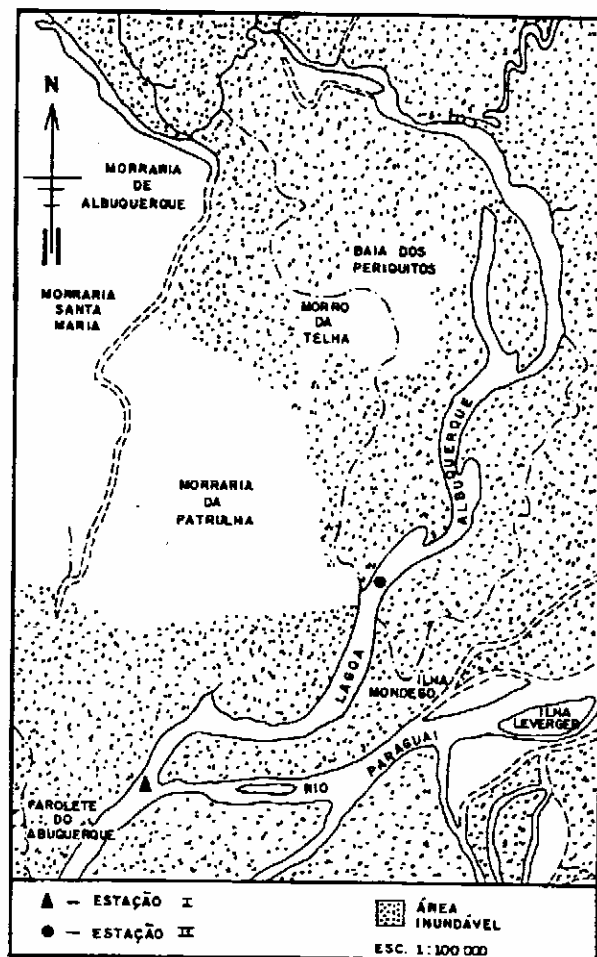 N
MORRARIA
DE
ALBUQUERQUE
BAIA DOS
PERIQUITOS
MORRARIA
SANTA
MARIA
MORRO
DA
TELHA
ALBUQUERQUE
MORRARIA
DA
PATRULHA
LAGOA
ILHA
MONDEGO
ILHA
LEVERGER
PARAGUAI
RIO
FAROLETE
DO
ABUQUERQUE
▲ – ESTAÇÃO I
● – ESTAÇÃO II
ÁREA
INUNDÁVEL
ESC. 1:100 000